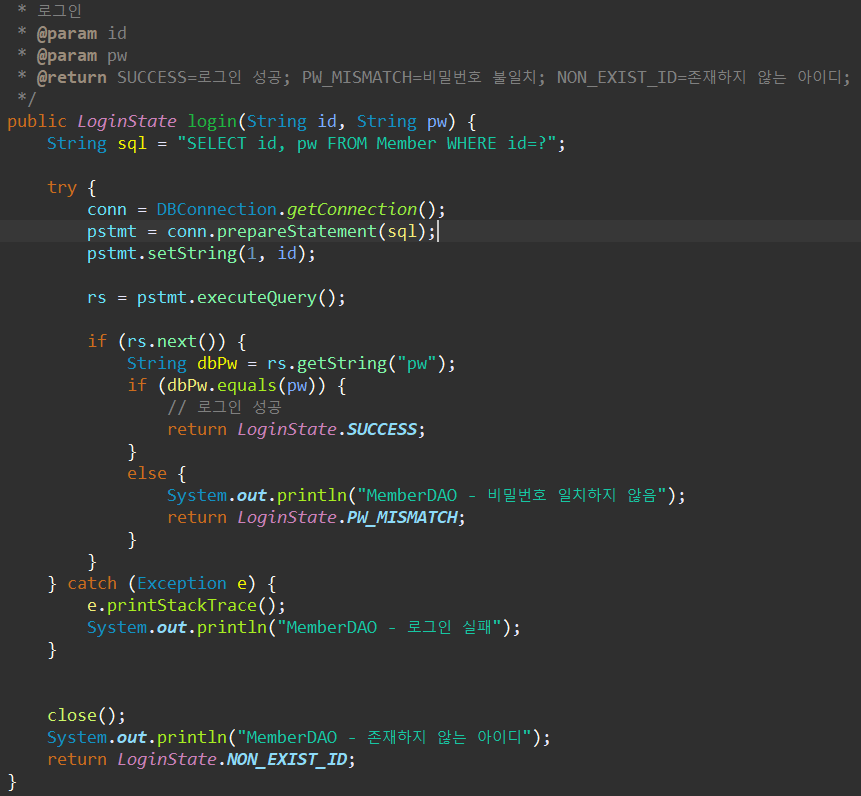 * 로그인
* @param id
* @param pw
* @return SUCCESS=로그인 성공; PW_MISMATCH=비밀번호 불일치; NON_EXIST_ID=존재하지 않는 아이디;
*/
public LoginState login(String id, String pw) {
String sql = "SELECT id, pw FROM Member WHERE id=?";
try {
conn = DBConnection.getConnection();
pstmt = conn.prepareStatement(sql);
pstmt.setString(1, id);
rs = pstmt.executeQuery();
if (rs.next()) {
String dbPw = rs.getString("pw");
if (dbPw.equals(pw)) {
// 로그인 성공
return LoginState.SUCCESS;
}
else {
System.out.println("MemberDAO - 비밀번호 일치하지 않음");
return LoginState.PW_MISMATCH;
}
}
} catch (Exception e) {
e.printStackTrace();
System.out.println("MemberDAO - 로그인 실패");
}
close();
System.out.println("MemberDAO - 존재하지 않는 아이디");
return LoginState.NON_EXIST_ID;
}